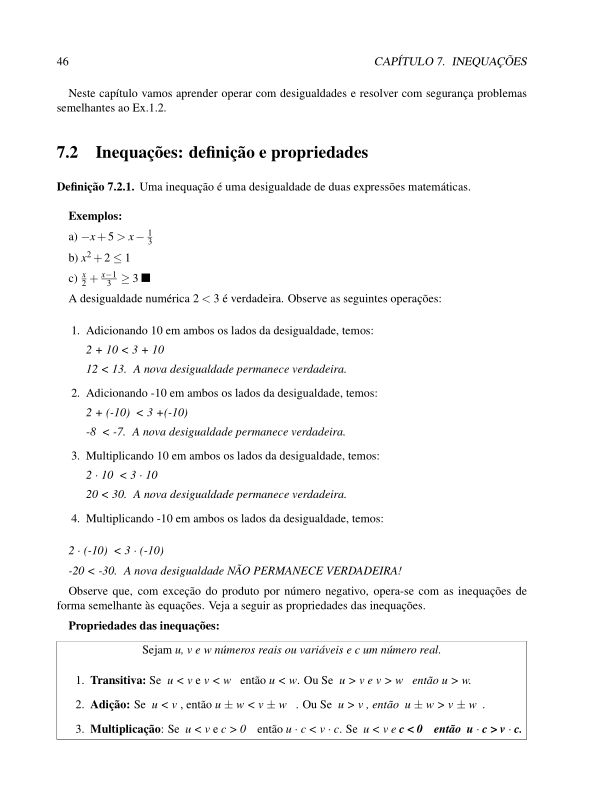 46 CAPÍTULO 7. INEQUAÇÕES
Neste capítulo vamos aprender operar com desigualdades e resolver com segurança problemas
semelhantes ao Ex.1.2.
7.2 Inequações: definição e propriedades
Definição 7.2.1. Uma inequação é uma desigualdade de duas expressões matemáticas.
Exemplos:
a) −x + 5 > x − 1/3
b) x² + 2 ≤ 1
c) x/2 + (x−1)/3 ≥ 3 ■
A desigualdade numérica 2 < 3 é verdadeira. Observe as seguintes operações:
1. Adicionando 10 em ambos os lados da desigualdade, temos:
2 + 10 < 3 + 10
12 < 13. A nova desigualdade permanece verdadeira.
2. Adicionando -10 em ambos os lados da desigualdade, temos:
2 + (-10) < 3 +(-10)
-8 < -7. A nova desigualdade permanece verdadeira.
3. Multiplicando 10 em ambos os lados da desigualdade, temos:
2 · 10 < 3 · 10
20 < 30. A nova desigualdade permanece verdadeira.
4. Multiplicando -10 em ambos os lados da desigualdade, temos:
2 · (-10) < 3 · (-10)
-20 < -30. A nova desigualdade NÃO PERMANECE VERDADEIRA!
Observe que, com exceção do produto por número negativo, opera-se com as inequações de
forma semelhante às equações. Veja a seguir as propriedades das inequações.
Propriedades das inequações:
Sejam u, v e w números reais ou variáveis e c um número real.
1. Transitiva: Se u < v e v < w então u < w. Ou Se u > v e v > w então u > w.
2. Adição: Se u < v , então u ± w < v ± w . Ou Se u > v , então u ± w > v ± w .
3. Multiplicação: Se u < v e c > 0 então u · c < v · c. Se u < v e c < 0 então u · c > v · c.